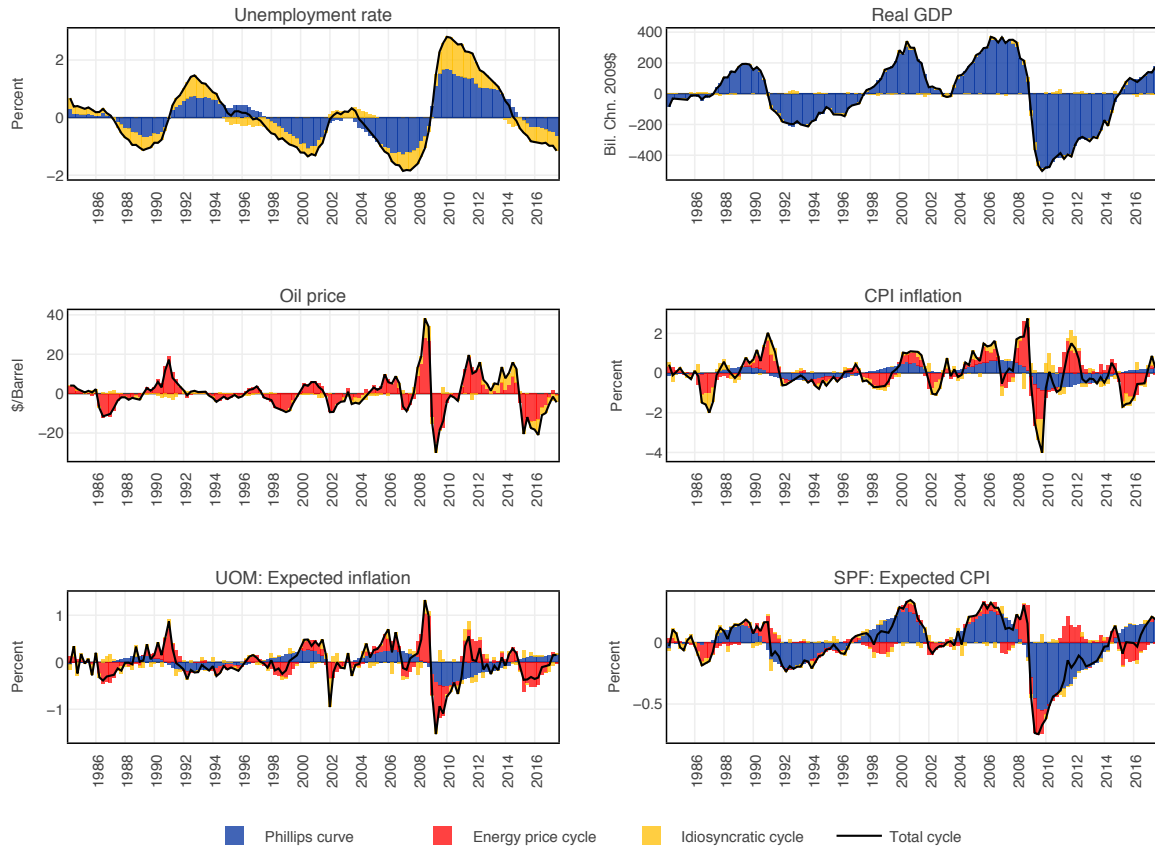 Unemployment rate
Percent
2
0
−2
1986 1988 1990 1992 1994 1996 1998 2000 2002 2004 2006 2008 2010 2012 2014 2016
Real GDP
Bil. Chn. 2009$
400
200
0
−200
−400
1986 1988 1990 1992 1994 1996 1998 2000 2002 2004 2006 2008 2010 2012 2014 2016
Oil price
$/Barrel
40
20
0
−20
1986 1988 1990 1992 1994 1996 1998 2000 2002 2004 2006 2008 2010 2012 2014 2016
CPI inflation
Percent
2
0
−2
−4
1986 1988 1990 1992 1994 1996 1998 2000 2002 2004 2006 2008 2010 2012 2014 2016
UOM: Expected inflation
Percent
1
0
−1
1986 1988 1990 1992 1994 1996 1998 2000 2002 2004 2006 2008 2010 2012 2014 2016
SPF: Expected CPI
Percent
0
−0.5
1986 1988 1990 1992 1994 1996 1998 2000 2002 2004 2006 2008 2010 2012 2014 2016
Phillips curve Energy price cycle Idiosyncratic cycle Total cycle